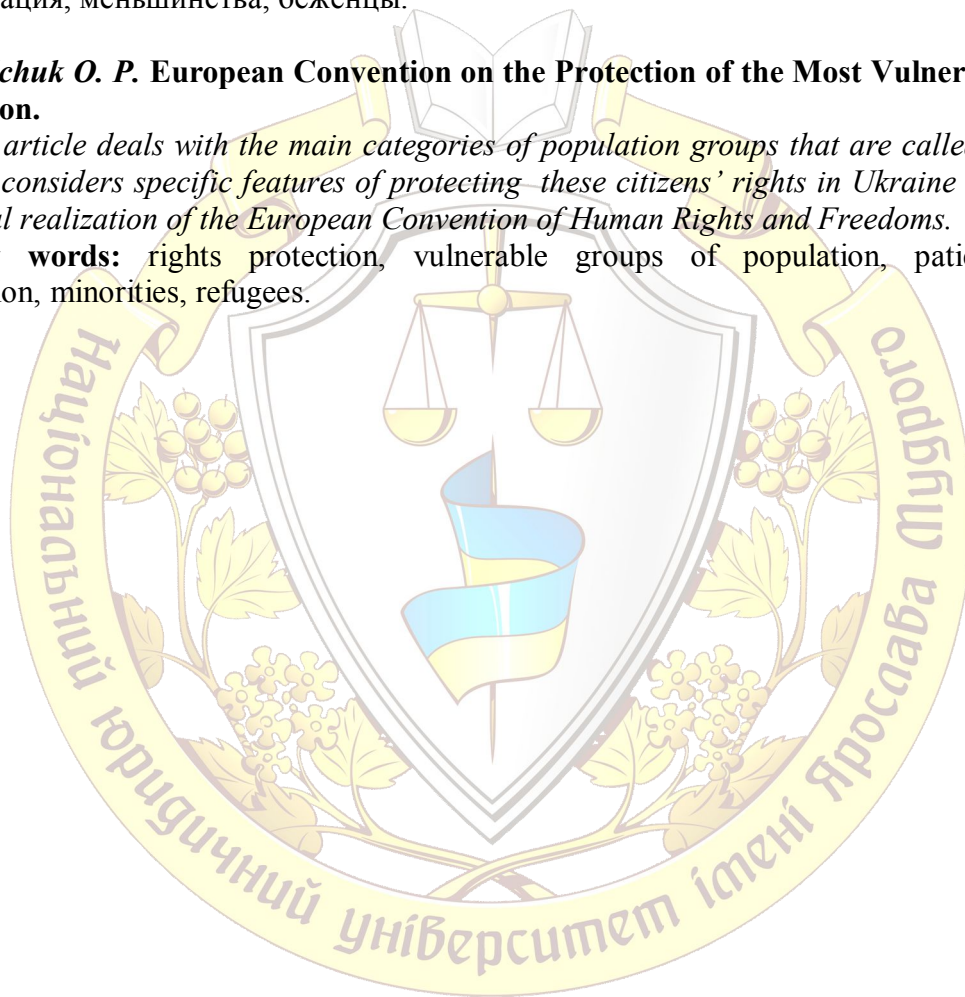 ация, меньшинства, беженцы.
chuk O. P. European Convention on the Protection of the Most Vulner
on.
article deals with the main categories of population groups that are called
considers specific features of protecting these citizens’ rights in Ukraine
l realization of the European Convention of Human Rights and Freedoms.
words: rights protection, vulnerable groups of population, pati
ion, minorities, refugees.
Національний юридичний університет імені Ярослава Мудрого